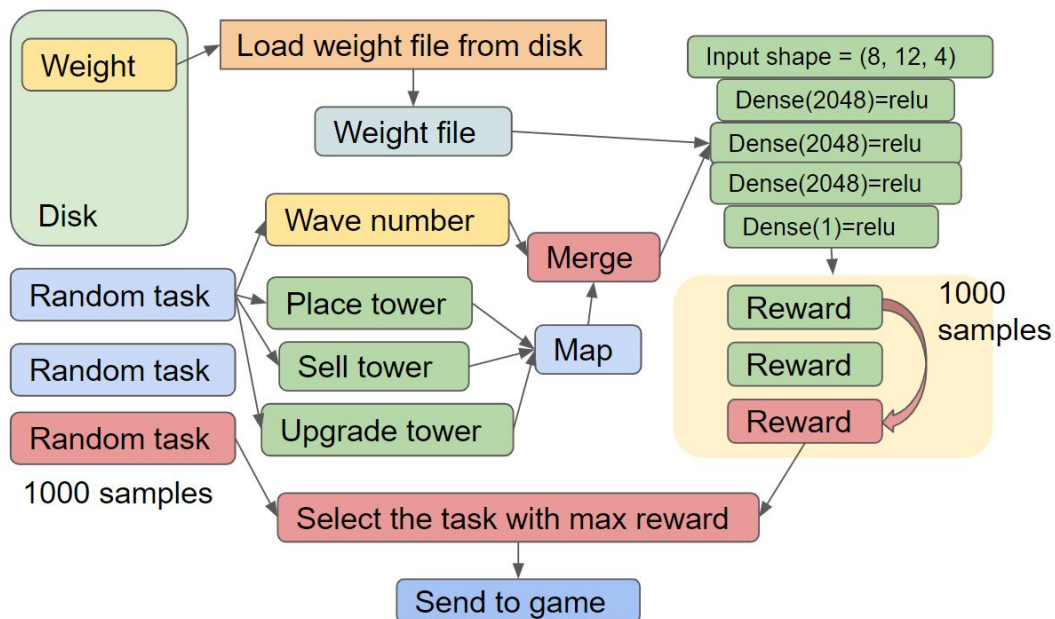 Weight
Disk
Load weight file from disk
Weight file
Input shape = (8, 12, 4)
Dense(2048)=relu
Dense(2048)=relu
Dense(2048)=relu
Dense(1)=relu
Random task
Random task
Random task
1000 samples
Wave number
Place tower
Sell tower
Upgrade tower
Merge
Map
Reward
Reward
Reward
1000
samples
Select the task with max reward
Send to game